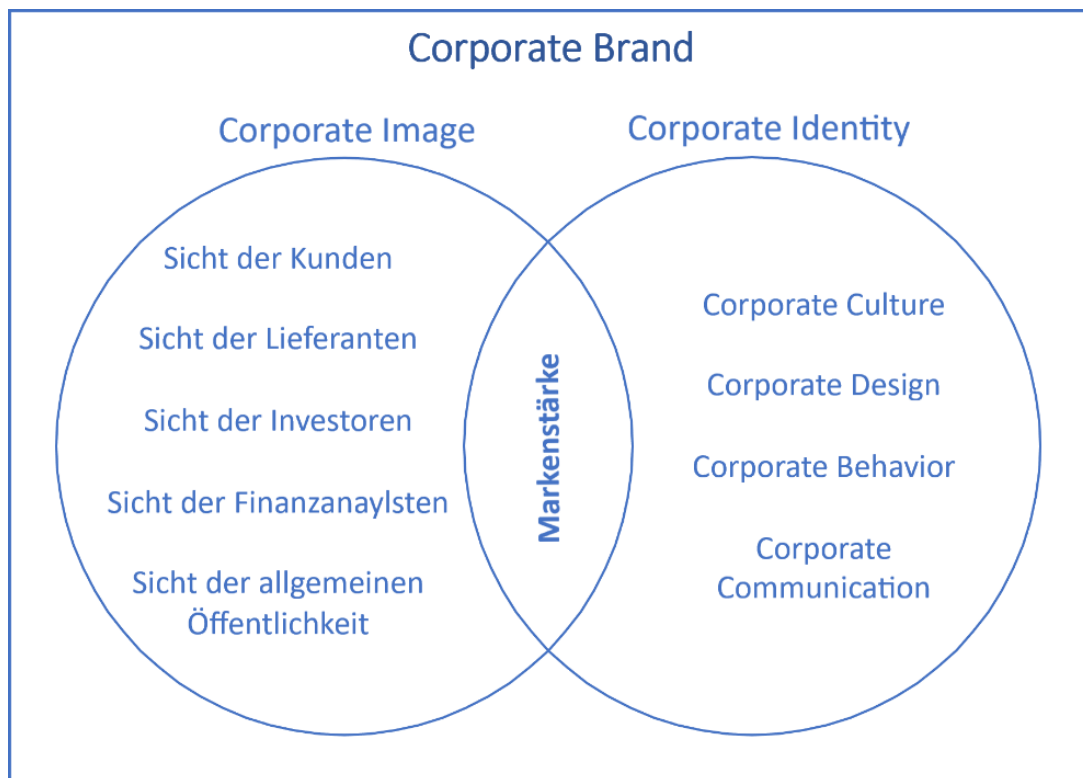 Corporate Brand
Corporate Image
Corporate Identity
Sicht der Kunden
Sicht der Lieferanten
Sicht der Investoren
Sicht der Finanzanaylsten
Sicht der allgemeinen
Öffentlichkeit
Markenstärke
Corporate Culture
Corporate Design
Corporate Behavior
Corporate
Communication